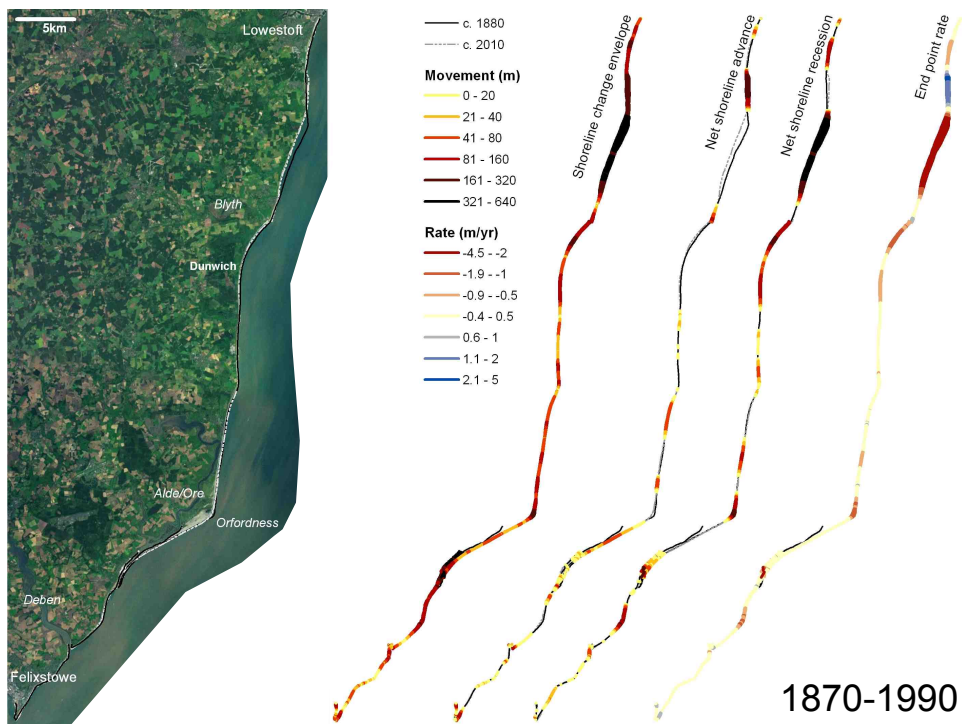 5km
Lowestoft
Blyth
Dunwich
Alde/Ore
Orfordness
Deben
Felixstowe
c. 1880
c. 2010
Movement (m)
0 - 20
21 - 40
41 - 80
81 - 160
161 - 320
321 - 640
Rate (m/yr)
-4.5 - -2
-1.9 - -1
-0.9 - -0.5
-0.4 - 0.5
0.6 - 1
1.1 - 2
2.1 - 5
Shoreline change envelope
Net shoreline advance
Net shoreline recession
End point rate
1870-1990